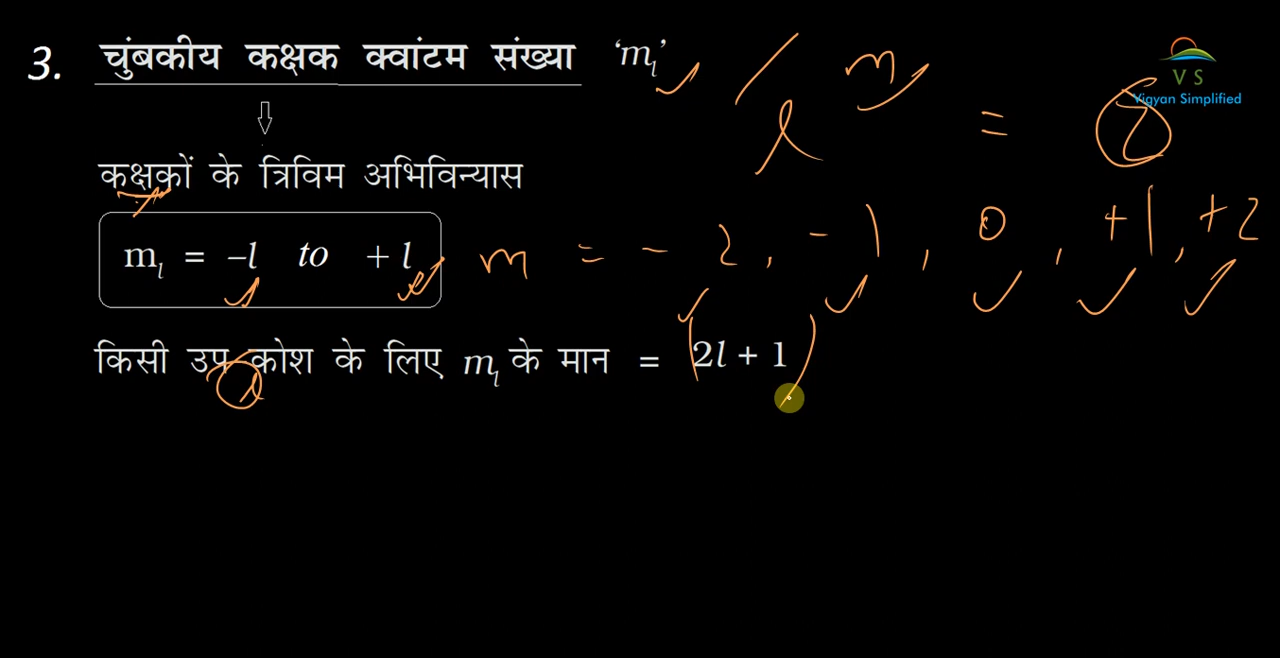 3. चुंबकीय कक्षक क्वांटम संख्या 'mₗ' / m
V S
Vigyan Simplified
l = 2
कक्षकों के त्रिविम अभिविन्यास
mₗ = –l to + l m = - 2, - 1, 0, +1, +2
किसी उप कोश के लिए mₗ के मान = (2l + 1)
l